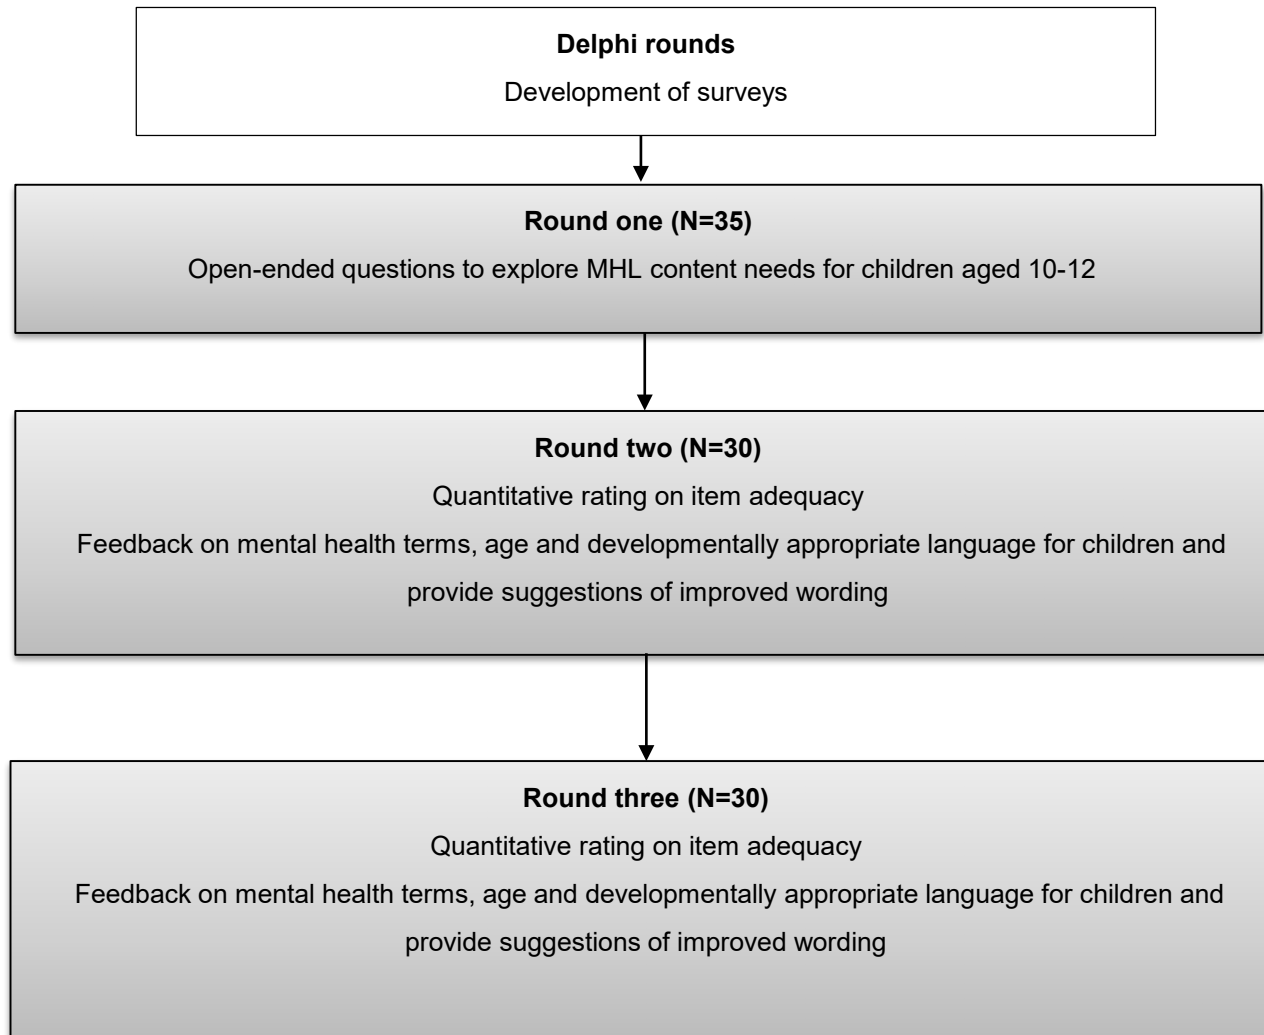 Delphi rounds
Development of surveys
Round one (N=35)
Open-ended questions to explore MHL content needs for children aged 10-12
Round two (N=30)
Quantitative rating on item adequacy
Feedback on mental health terms, age and developmentally appropriate language for children and
provide suggestions of improved wording
Round three (N=30)
Quantitative rating on item adequacy
Feedback on mental health terms, age and developmentally appropriate language for children and
provide suggestions of improved wording